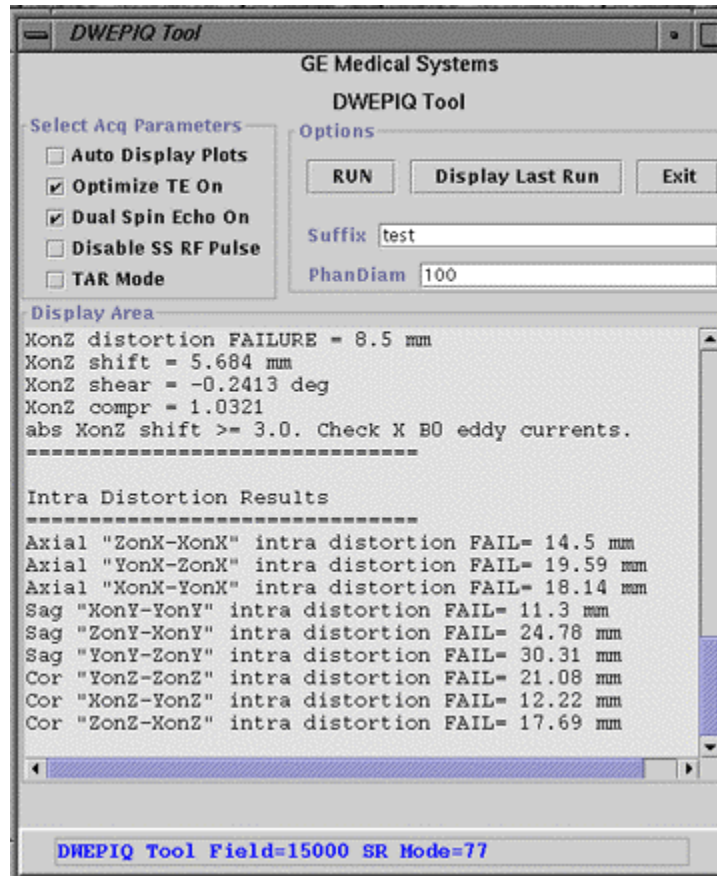 DWEPIQ Tool
GE Medical Systems
DWEPIQ Tool
Select Acq Parameters
Auto Display Plots
Optimize TE On
Dual Spin Echo On
Disable SS RF Pulse
TAR Mode
Options
RUN Display Last Run Exit
Suffix test
PhanDiam 100
Display Area
XonZ distortion FAILURE = 8.5 mm
XonZ shift = 5.684 mm
XonZ shear = -0.2413 deg
XonZ compr = 1.0321
abs XonZ shift >= 3.0. Check X B0 eddy currents.
================================
Intra Distortion Results
================================
Axial "ZonX-XonX" intra distortion FAIL= 14.5 mm
Axial "YonX-ZonX" intra distortion FAIL= 19.59 mm
Axial "XonX-YonX" intra distortion FAIL= 18.14 mm
Sag "XonY-YonY" intra distortion FAIL= 11.3 mm
Sag "ZonY-XonY" intra distortion FAIL= 24.78 mm
Sag "YonY-ZonY" intra distortion FAIL= 30.31 mm
Cor "YonZ-ZonZ" intra distortion FAIL= 21.08 mm
Cor "XonZ-YonZ" intra distortion FAIL= 12.22 mm
Cor "ZonZ-XonZ" intra distortion FAIL= 17.69 mm
DWEPIQ Tool Field=15000 SR Mode=77